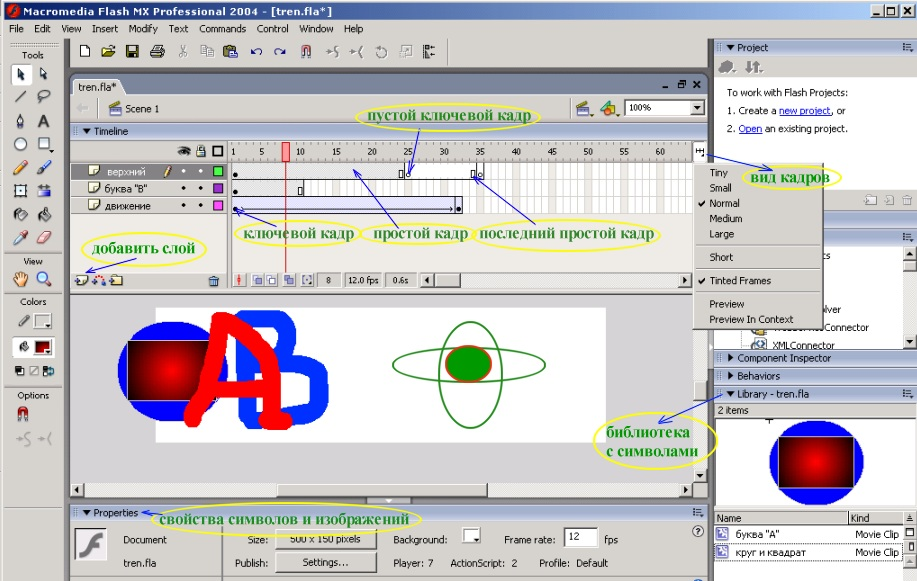 Macromedia Flash MX Professional 2004 - [tren.fla*]
File Edit View Insert Modify Text Commands Control Window Help
Tools
View
Colors
Options
tren.fla*
Scene 1
100%
пустой ключевой кадр
Timeline
1 5 10 15 20 25 30 35 40 45 50 55 60
верхний
буква "В"
движение
ключевой кадр
простой кадр
последний простой кадр
добавить слой
8 12.0 fps 0.6s
вид кадров
Tiny
Small
Normal
Medium
Large
Short
Tinted Frames
Preview
Preview In Context
Project
To work with Flash Projects:
1. Create a new project, or
2. Open an existing project.
XMLConnector
Component Inspector
Behaviors
Library - tren.fla
2 items
библиотека
с символами
Name Kind
буква "А" Movie Clip
круг и квадрат Movie Clip
А В
Properties
свойства символов и изображений
Document
tren.fla
Size: 500 x 150 pixels Background: Frame rate: 12 fps
Publish: Settings... Player: 7 ActionScript: 2 Profile: Default